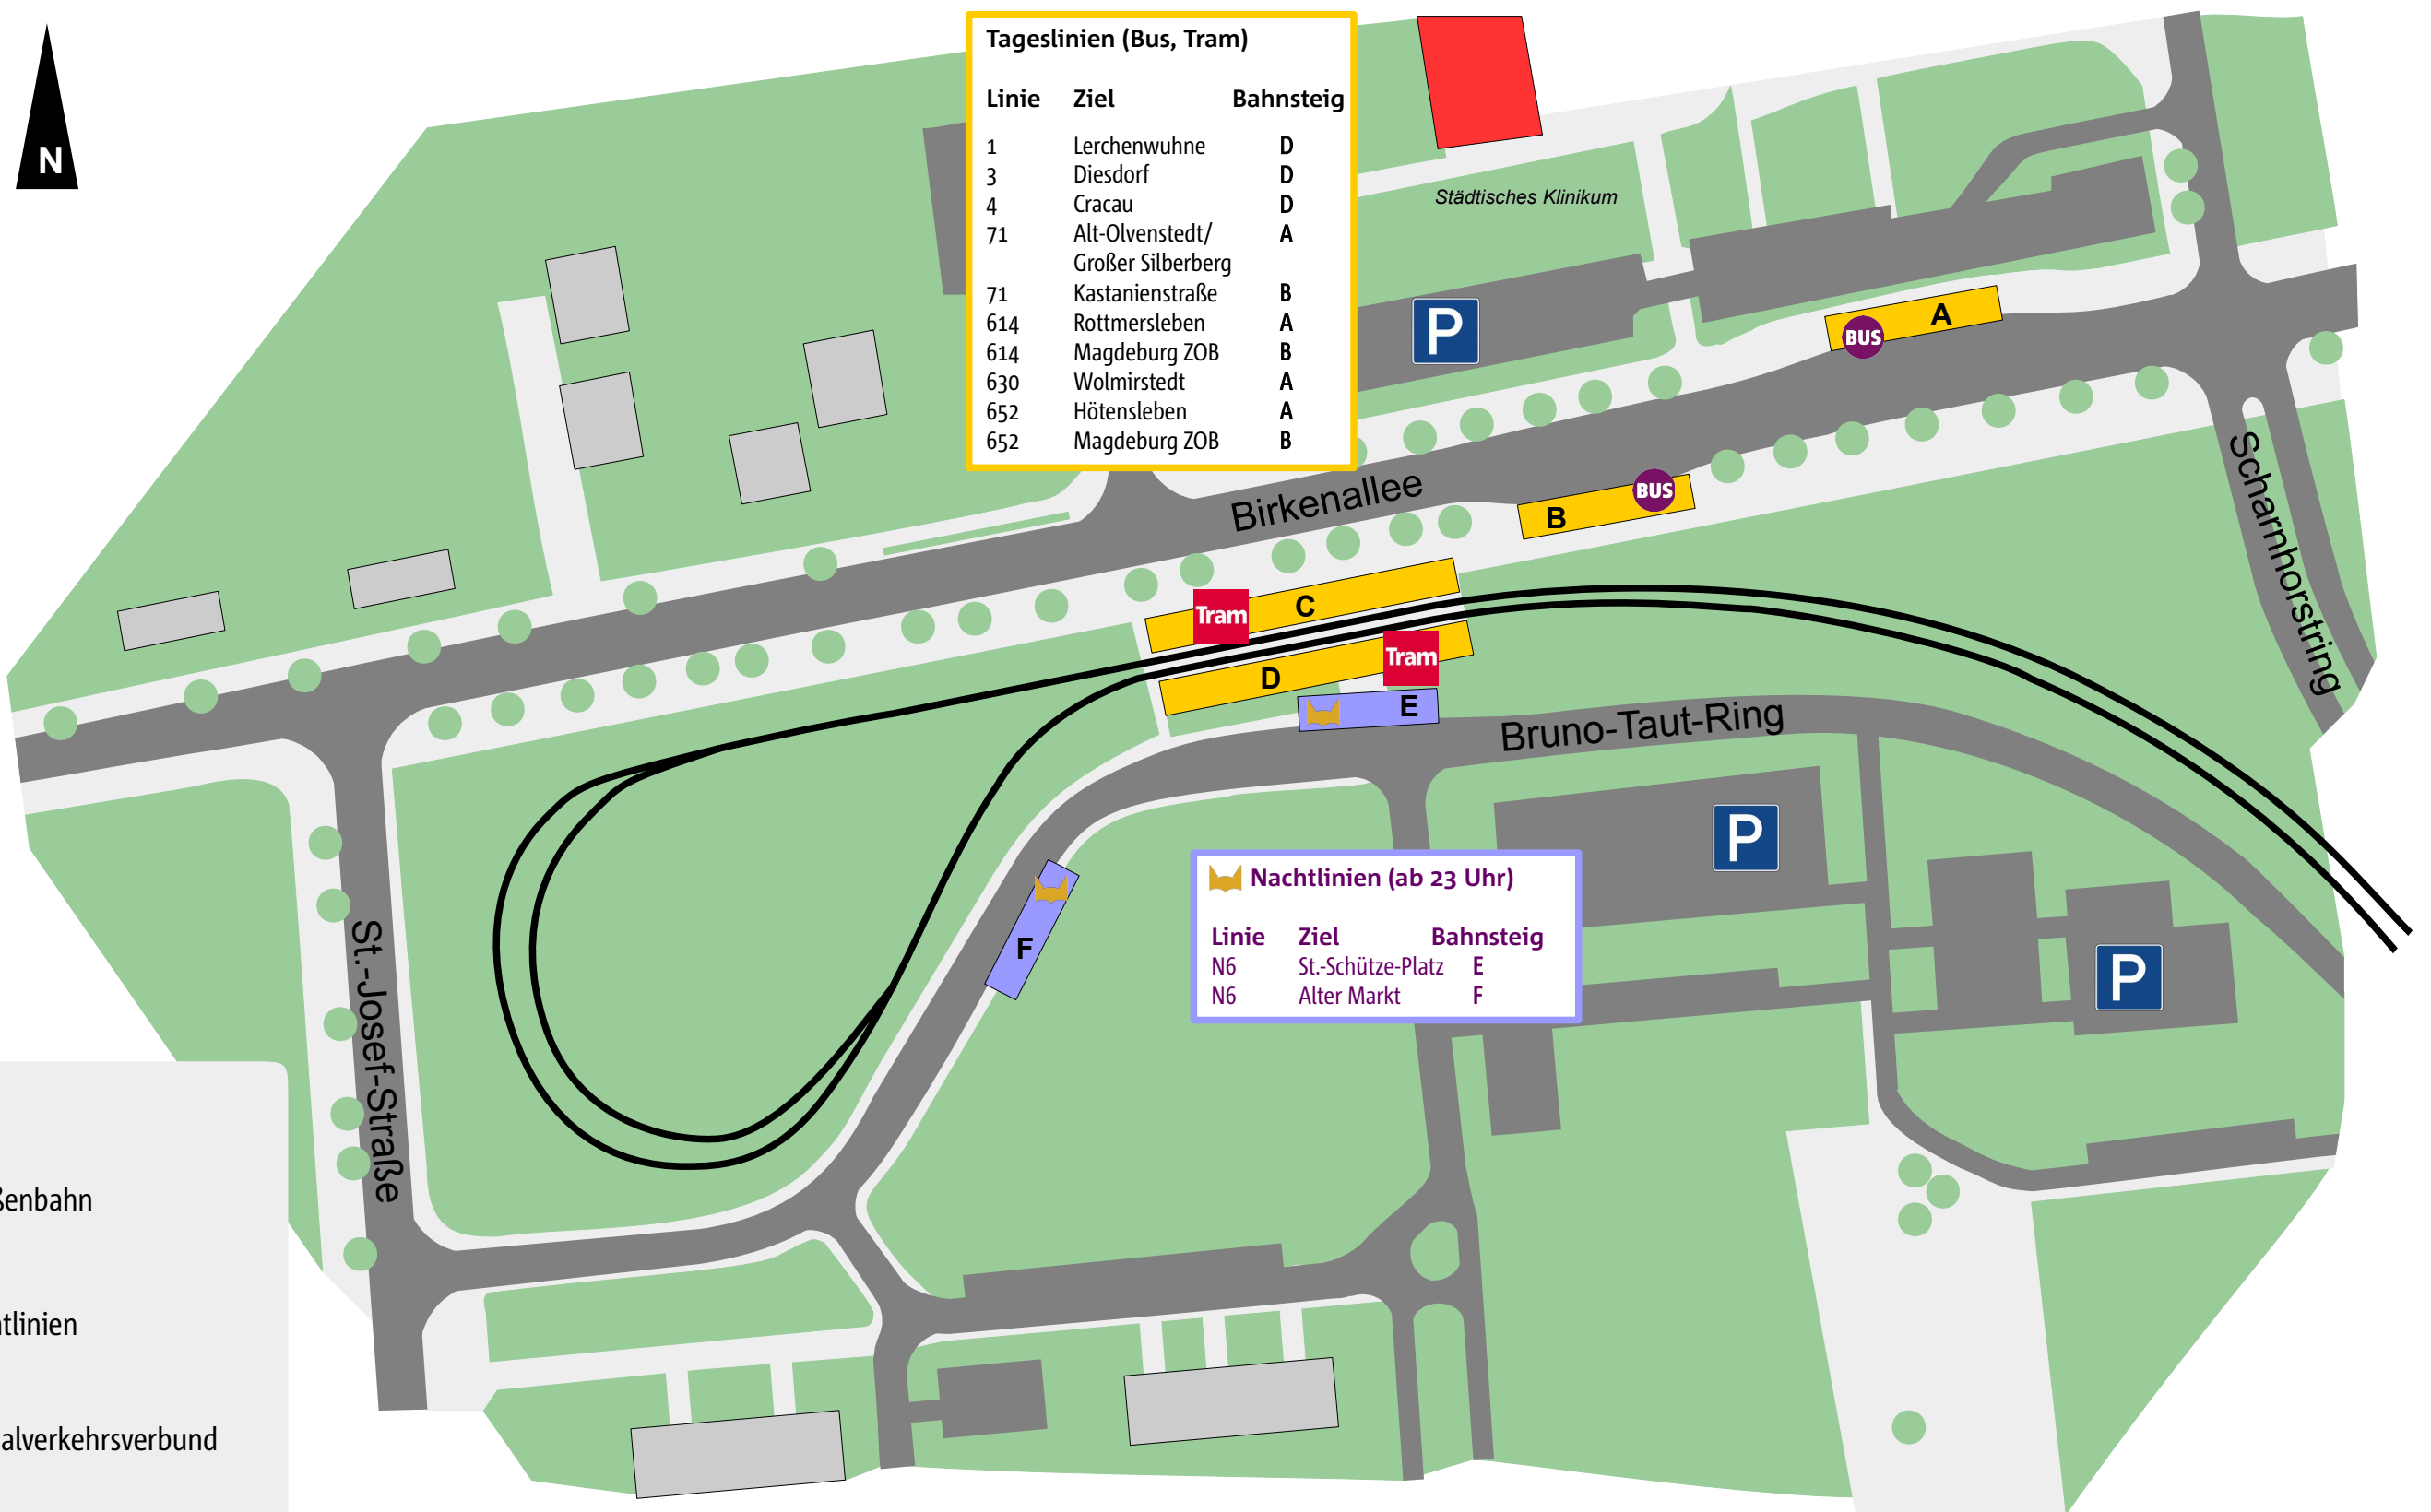 N
Tageslinien (Bus, Tram)
Linie Ziel Bahnsteig
1 Lerchenwuhne D
3 Diesdorf D
4 Cracau D
71 Alt-Olvenstedt/ A
Großer Silberberg
71 Kastanienstraße B
614 Rottmersleben A
614 Magdeburg ZOB B
630 Wolmirstedt A
652 Hötensleben A
652 Magdeburg ZOB B
Städtisches Klinikum
P
BUS A
Birkenallee
B BUS
Scharnhorstring
Tram C
Tram
D
E
Bruno-Taut-Ring
P
F
Nachtlinien (ab 23 Uhr)
Linie Ziel Bahnsteig
N6 St.-Schütze-Platz E
N6 Alter Markt F
P
St.-Josef-Straße
ßenbahn
tlinien
alverkehrsverbund